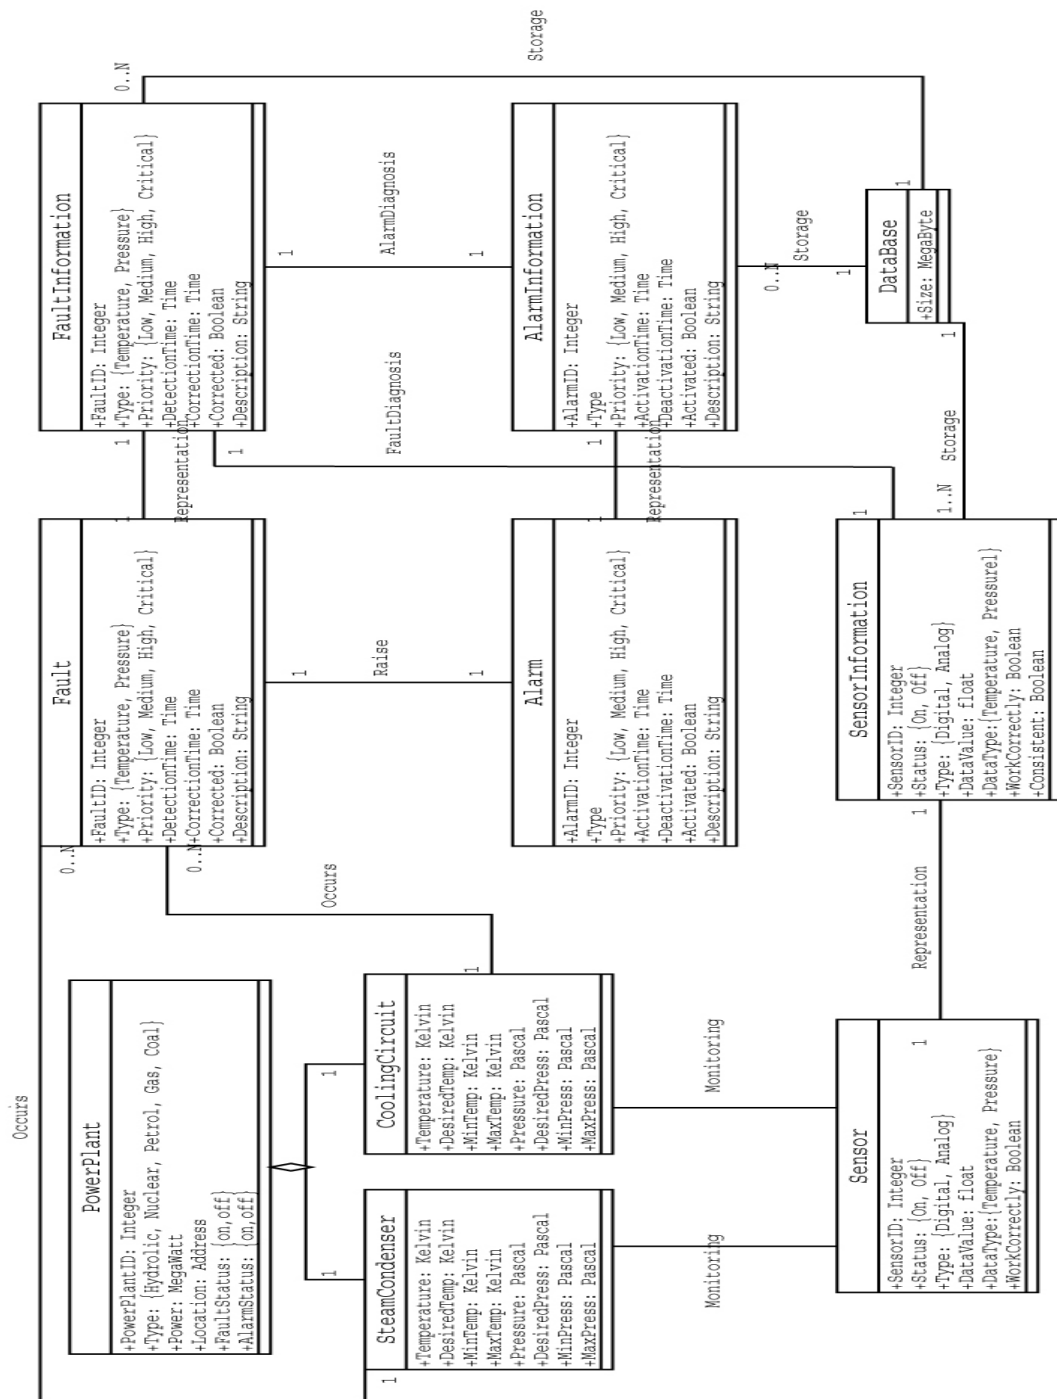 Occurs
PowerPlant
+PowerPlantID: Integer
+Type: {Hydrolic, Nuclear, Petrol, Gas, Coal}
+Power: MegaWatt
+Location: Address
+FaultStatus: {on,off}
+AlarmStatus: {on,off}
1
1
SteamCondenser
+Temperature: Kelvin
+DesiredTemp: Kelvin
+MinTemp: Kelvin
+MaxTemp: Kelvin
+Pressure: Pascal
+DesiredPress: Pascal
+MinPress: Pascal
+MaxPress: Pascal
1
CoolingCircuit
+Temperature: Kelvin
+DesiredTemp: Kelvin
+MinTemp: Kelvin
+MaxTemp: Kelvin
+Pressure: Pascal
+DesiredPress: Pascal
+MinPress: Pascal
+MaxPress: Pascal
1
Occurs
Monitoring
Monitoring
Sensor
+SensorID: Integer
+Status: {On, Off}
+Type: {Digital, Analog}
+DataValue: float
+DataType:{Temperature, Pressure}
+WorkCorrectly: Boolean
1
Representation
1
0..N
0..N
Fault
+FaultID: Integer
+Type: {Temperature, Pressure}
+Priority: {Low, Medium, High, Critical}
+DetectionTime: Time
+CorrectionTime: Time
+Corrected: Boolean
+Description: String
1
Raise
1
Alarm
+AlarmID: Integer
+Type
+Priority: {Low, Medium, High, Critical}
+ActivationTime: Time
+DeactivationTime: Time
+Activated: Boolean
+Description: String
SensorInformation
+SensorID: Integer
+Status: {On, Off}
+Type: {Digital, Analog}
+DataValue: float
+DataType:{Temperature, Pressurel}
+WorkCorrectly: Boolean
+Consistent: Boolean
1
Representation
1
1
FaultDiagnosis
1
1
Representation
1
1..N
Storage
1
FaultInformation
+FaultID: Integer
+Type: {Temperature, Pressure}
+Priority: {Low, Medium, High, Critical}
+DetectionTime: Time
+CorrectionTime: Time
+Corrected: Boolean
+Description: String
1
AlarmDiagnosis
1
AlarmInformation
+AlarmID: Integer
+Type
+Priority: {Low, Medium, High, Critical}
+ActivationTime: Time
+DeactivationTime: Time
+Activated: Boolean
+Description: String
0..N
Storage
1
DataBase
+Size: MegaByte
1
0..N
Storage